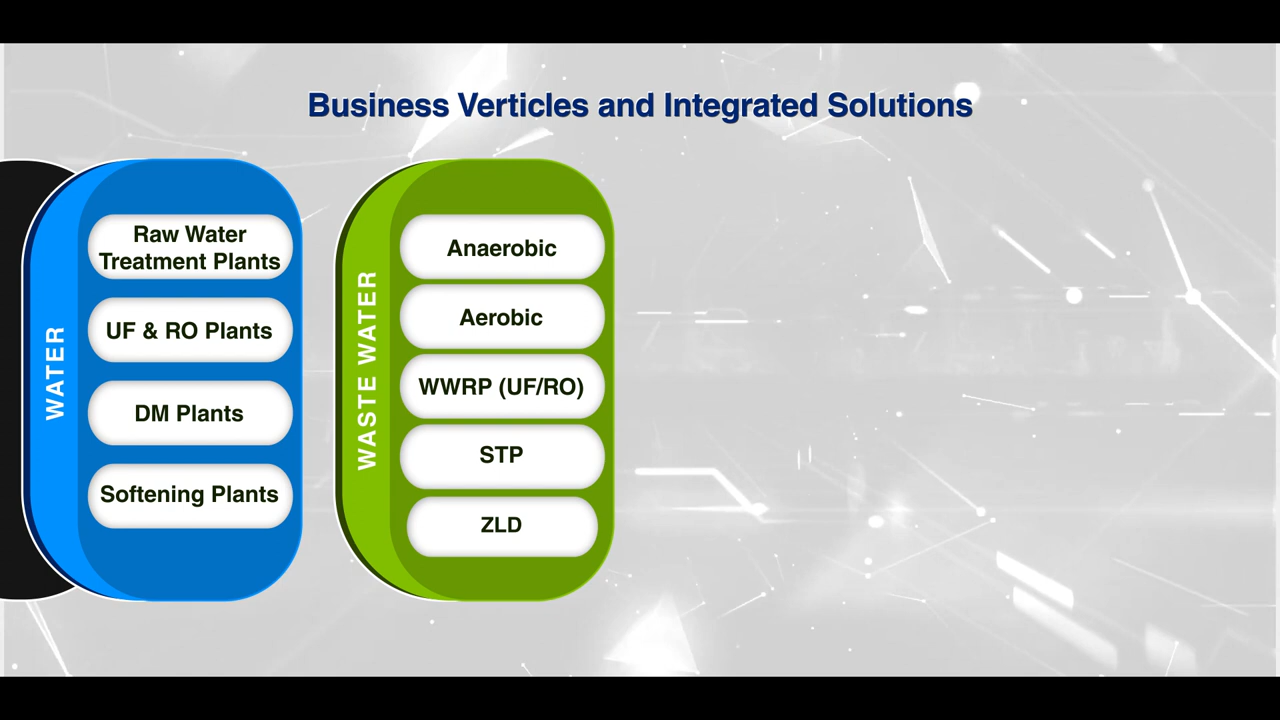 Business Verticles and Integrated Solutions
WATER
Raw Water
Treatment Plants
UF & RO Plants
DM Plants
Softening Plants
WASTE WATER
Anaerobic
Aerobic
WWRP (UF/RO)
STP
ZLD